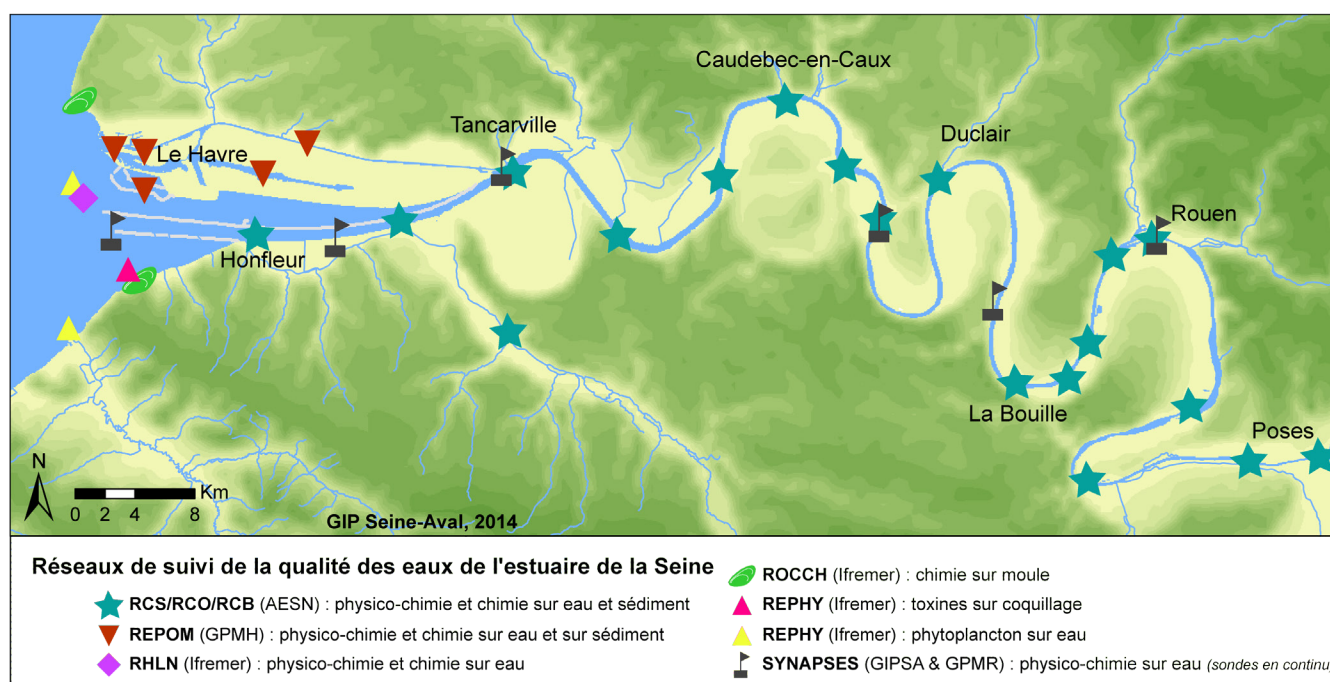 Caudebec-en-Caux
Tancarville
Duclair
Le Havre
Rouen
Honfleur
La Bouille
Poses
N
Km
0 2 4 8
GIP Seine-Aval, 2014
Réseaux de suivi de la qualité des eaux de l'estuaire de la Seine
RCS/RCO/RCB (AESN) : physico-chimie et chimie sur eau et sédiment
REPOM (GPMH) : physico-chimie et chimie sur eau et sur sédiment
RHLN (Ifremer) : physico-chimie et chimie sur eau
ROCCH (Ifremer) : chimie sur moule
REPHY (Ifremer) : toxines sur coquillage
REPHY (Ifremer) : phytoplancton sur eau
SYNAPSES (GIPSA & GPMR) : physico-chimie sur eau (sondes en continu)